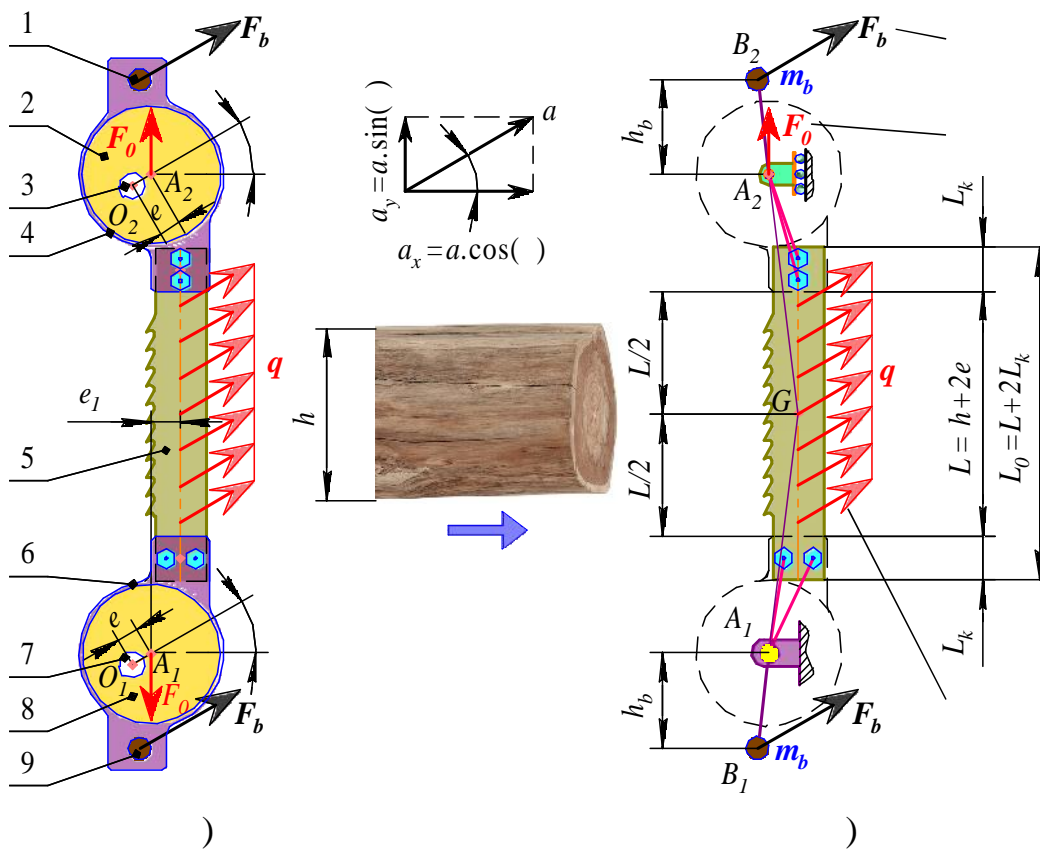 1
2
3
4
5
6
7
8
9
F_b
F_0
A_2
O_2
e
e_1
q
e
A_1
O_1
F_0
F_b
)
a
a_y = a.sin( )
a_x = a.cos( )
h
B_2
F_b
m_b
h_b
F_0
A_2
L_k
L/2
G
q
L/2
L = h+2e
L_0 = L+2L_k
A_1
L_k
h_b
F_b
m_b
B_1
)